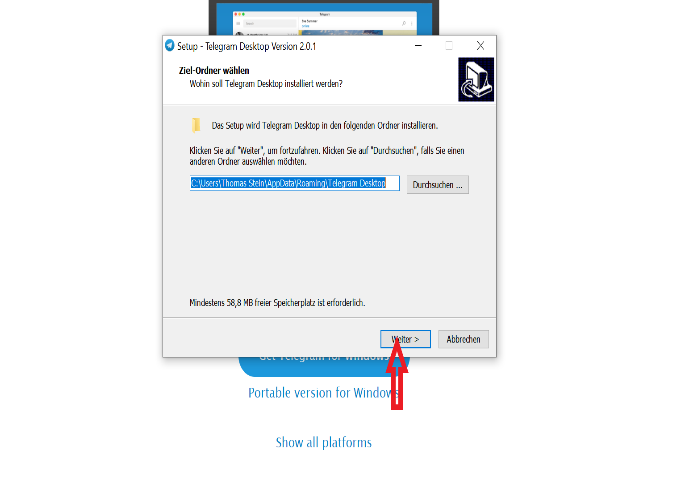 Setup - Telegram Desktop Version 2.0.1
Ziel-Ordner wählen
Wohin soll Telegram Desktop installiert werden?
Das Setup wird Telegram Desktop in den folgenden Ordner installieren.
Klicken Sie auf "Weiter", um fortzufahren. Klicken Sie auf "Durchsuchen", falls Sie einen
anderen Ordner auswählen möchten.
C:\Users\Thomas Stein\AppData\Roaming\Telegram Desktop
Durchsuchen ...
Mindestens 58,8 MB freier Speicherplatz ist erforderlich.
Weiter >
Abbrechen
Get Telegram for Windows
Portable version for Windows
Show all platforms